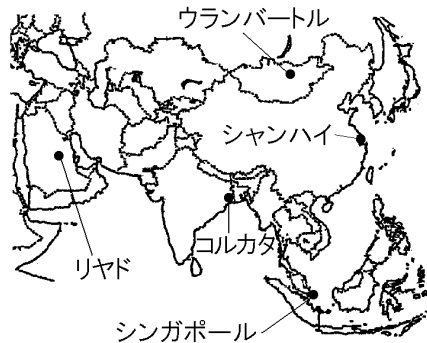 ウランバートル
シャンハイ
コルカタ
リヤド
シンガポール